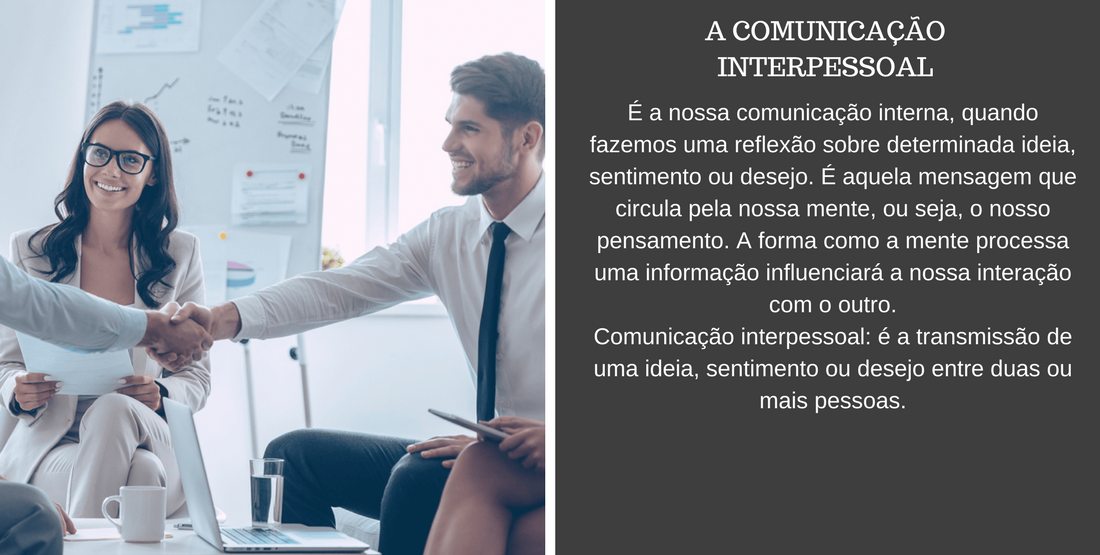 A COMUNICAÇÃO
INTERPESSOAL
É a nossa comunicação interna, quando
fazemos uma reflexão sobre determinada ideia,
sentimento ou desejo. É aquela mensagem que
circula pela nossa mente, ou seja, o nosso
pensamento. A forma como a mente processa
uma informação influenciará a nossa interação
com o outro.
Comunicação interpessoal: é a transmissão de
uma ideia, sentimento ou desejo entre duas ou
mais pessoas.